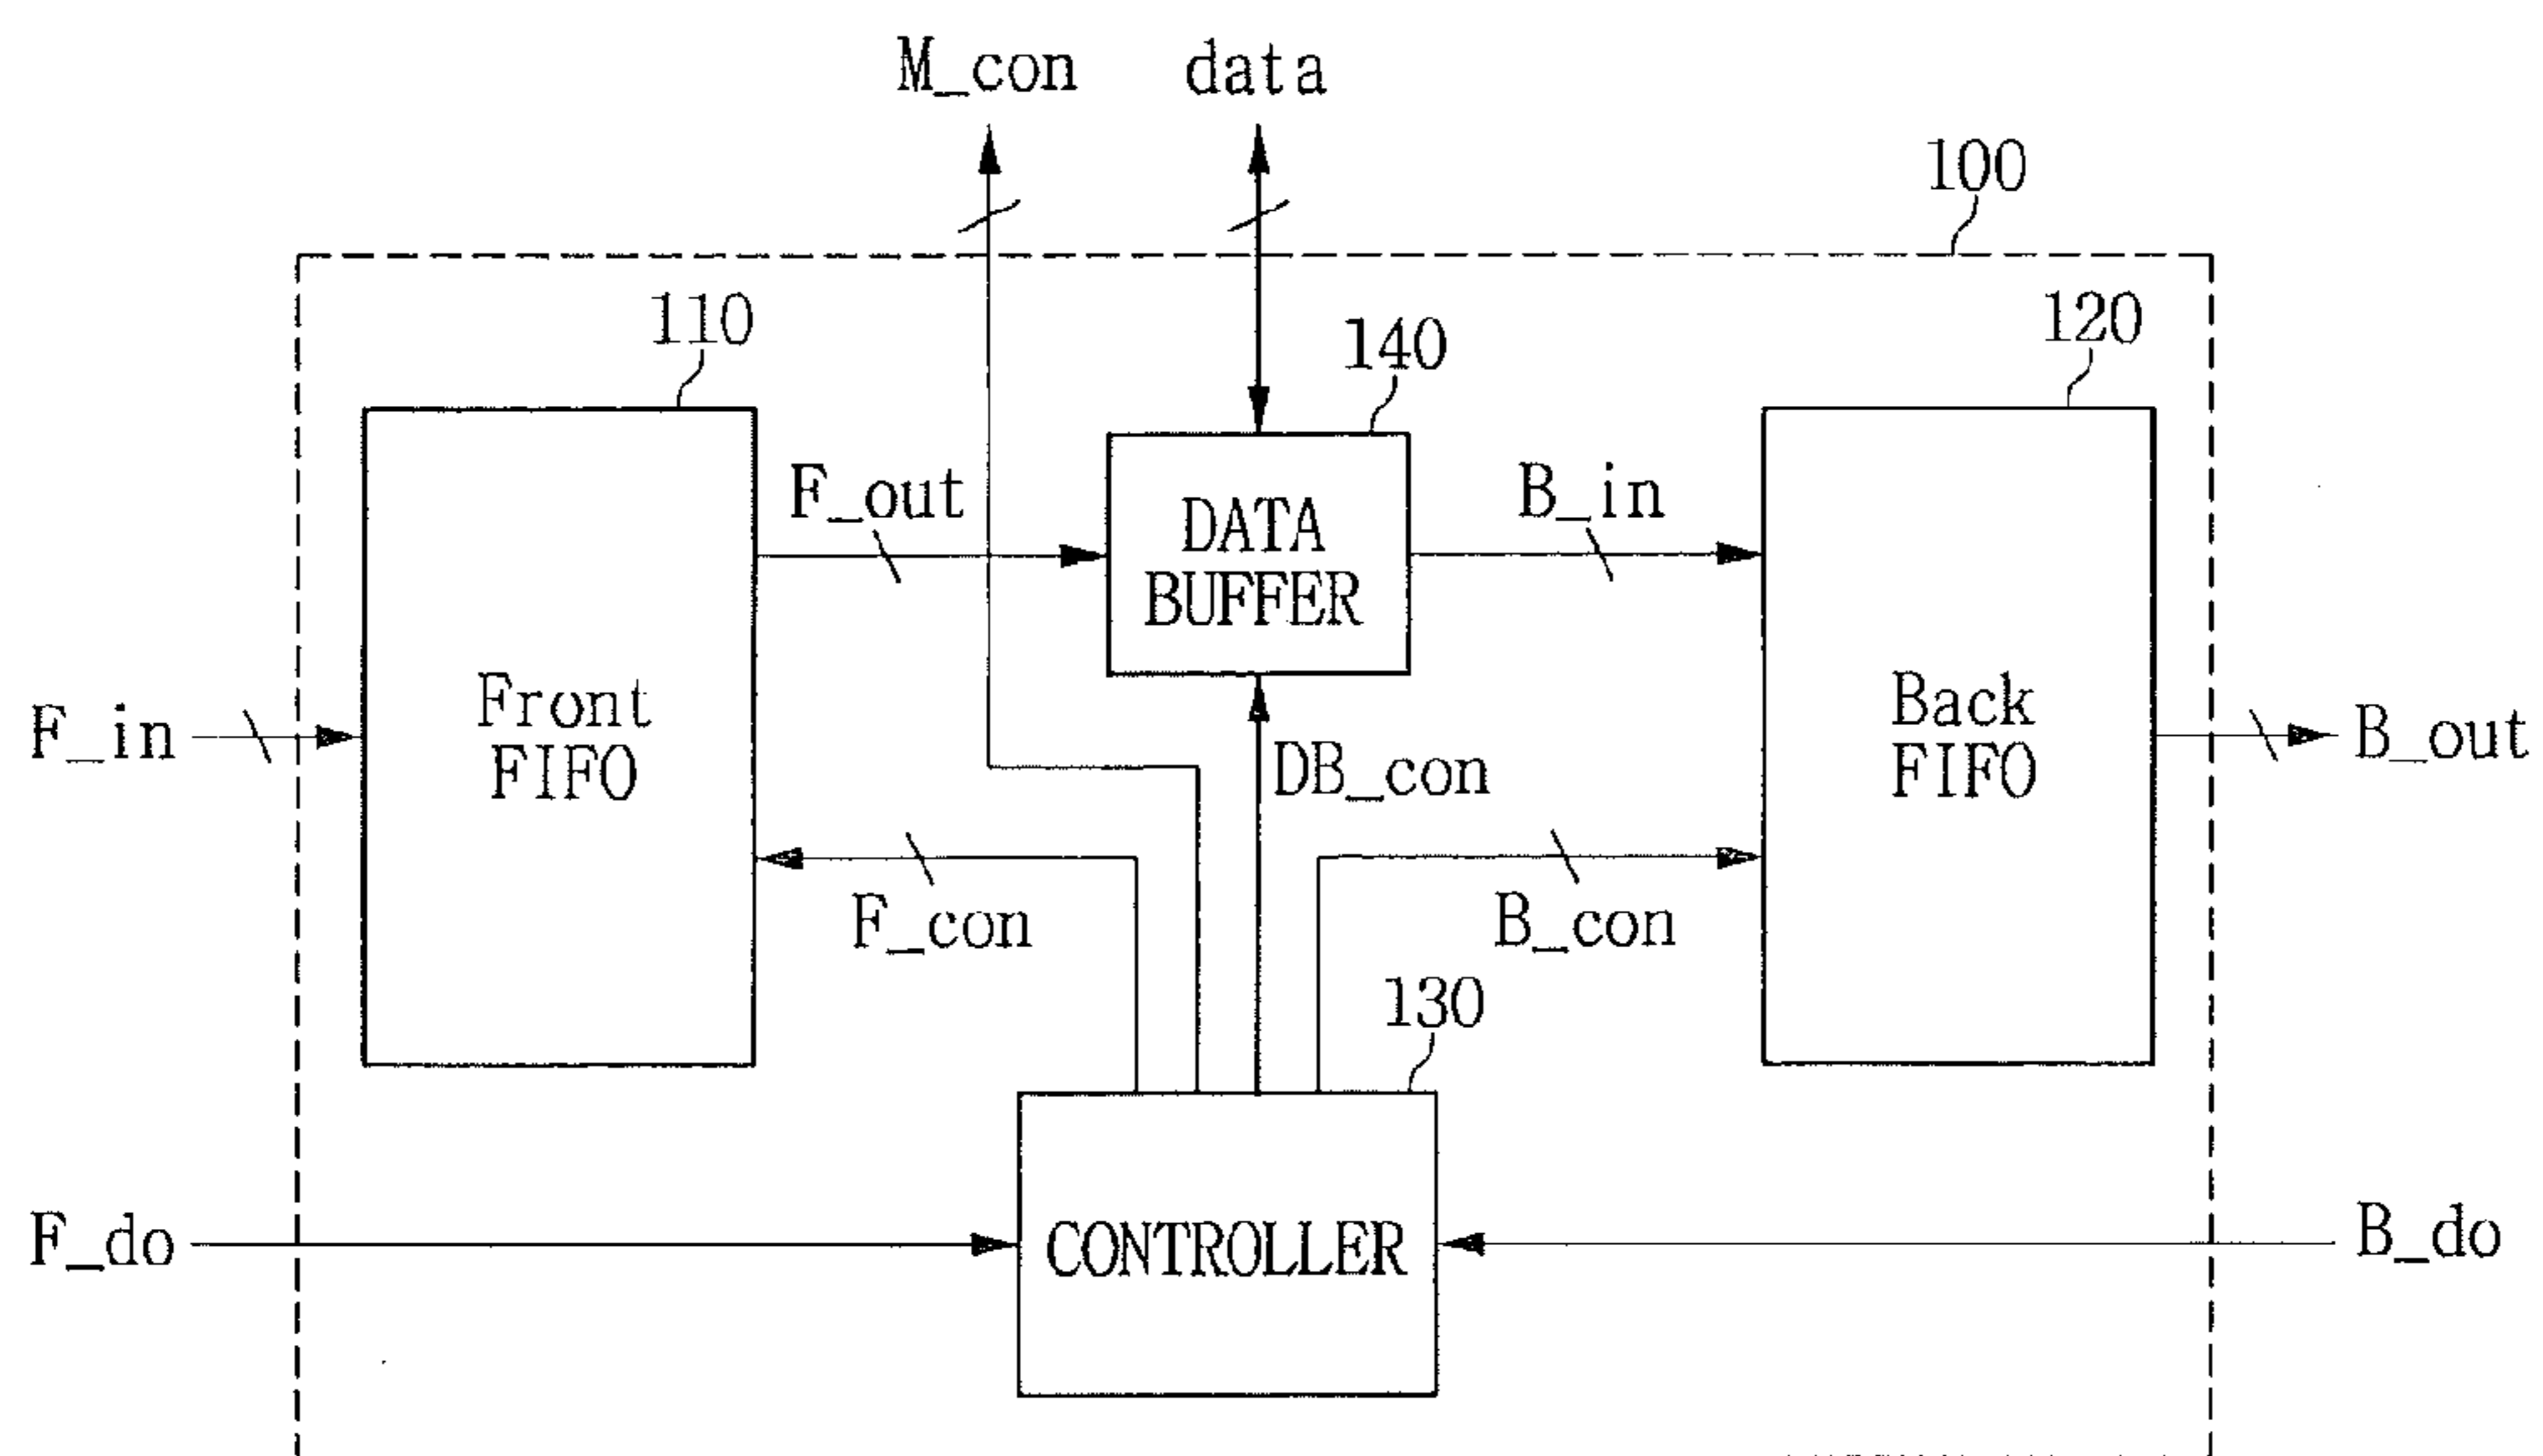 M_con data
100
110
120
140
F_out
B_in
DATA
BUFFER
Front
FIFO
Back
FIFO
F_in
B_out
DB_con
F_con
B_con
130
F_do
CONTROLLER
B_do